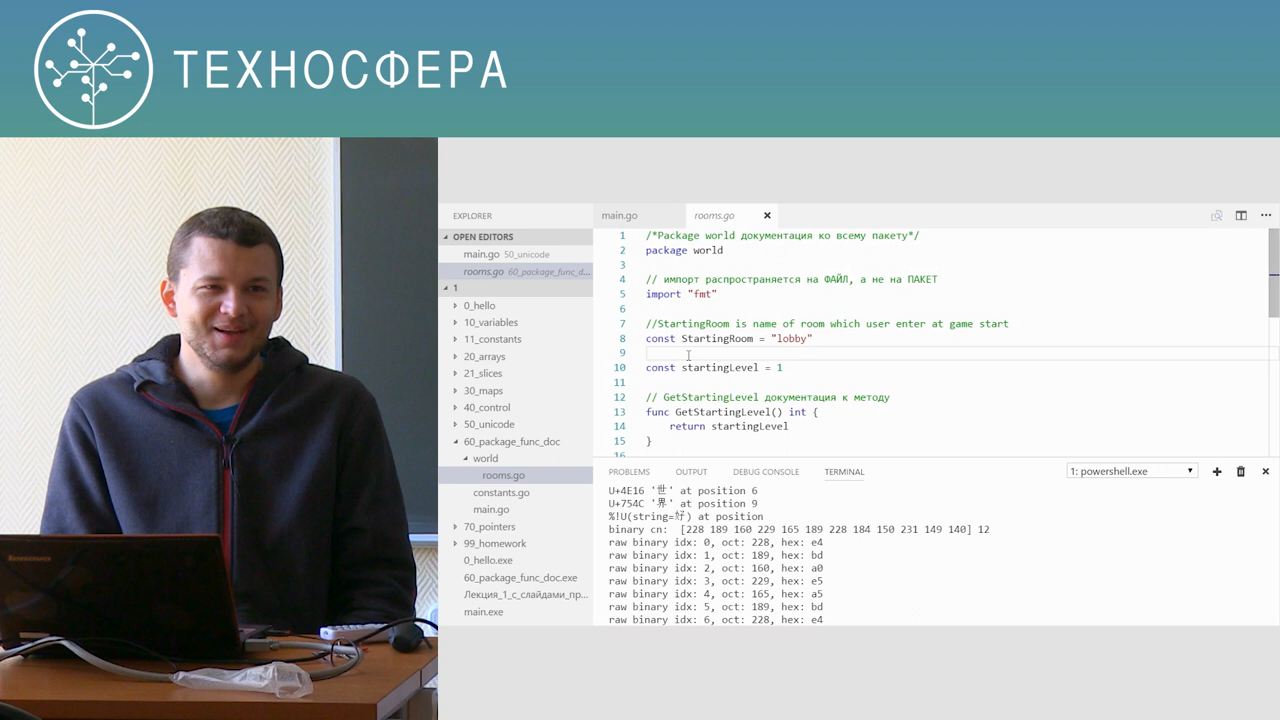 ТЕХНОСФЕРА
EXPLORER
OPEN EDITORS
main.go 50_unicode
rooms.go 60_package_func_d...
1
0_hello
10_variables
11_constants
20_arrays
21_slices
30_maps
40_control
50_unicode
60_package_func_doc
world
rooms.go
constants.go
main.go
70_pointers
99_homework
0_hello.exe
60_package_func_doc.exe
Лекция_1_с_слайдами_пр...
main.exe
main.go rooms.go
1 /*Package world документация ко всему пакету*/
2 package world
3
4 // импорт распространяется на ФАЙЛ, а не на ПАКЕТ
5 import "fmt"
6
7 //StartingRoom is name of room which user enter at game start
8 const StartingRoom = "lobby"
9
10 const startingLevel = 1
11
12 // GetStartingLevel документация к методу
13 func GetStartingLevel() int {
14 return startingLevel
15 }
16
PROBLEMS OUTPUT DEBUG CONSOLE TERMINAL 1: powershell.exe
U+4E16 '世' at position 6
U+754C '界' at position 9
%!U(string=好) at position
binary cn: [228 189 160 229 165 189 228 184 150 231 149 140] 12
raw binary idx: 0, oct: 228, hex: e4
raw binary idx: 1, oct: 189, hex: bd
raw binary idx: 2, oct: 160, hex: a0
raw binary idx: 3, oct: 229, hex: e5
raw binary idx: 4, oct: 165, hex: a5
raw binary idx: 5, oct: 189, hex: bd
raw binary idx: 6, oct: 228, hex: e4